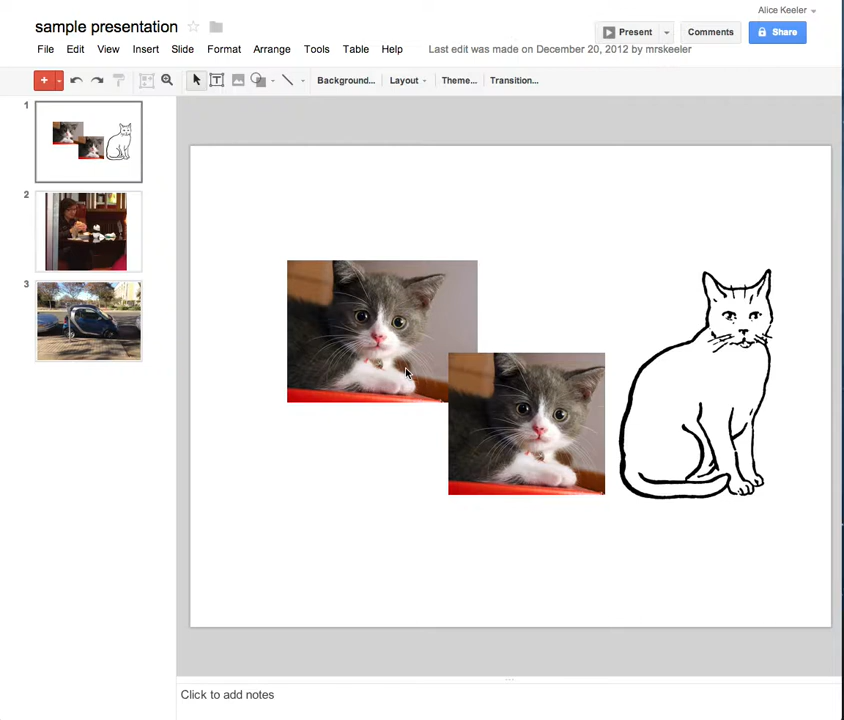 Alice Keeler
sample presentation
Present
Comments
Share
File Edit View Insert Slide Format Arrange Tools Table Help Last edit was made on December 20, 2012 by mrskeeler
+ T Background... Layout Theme... Transition...
1
2
3
Click to add notes